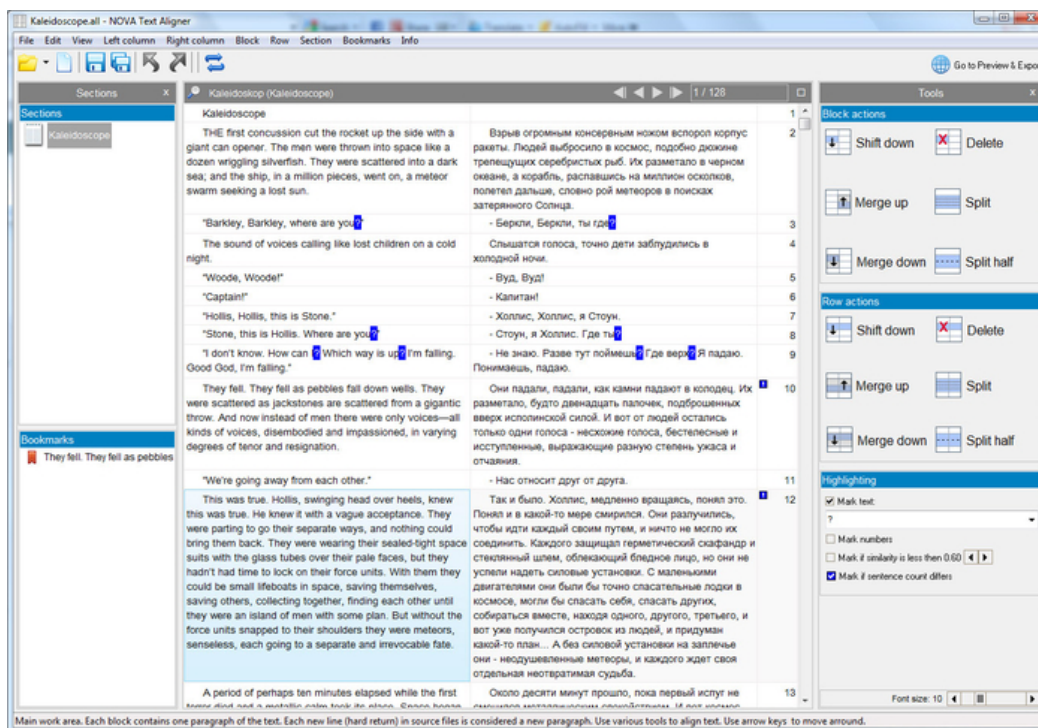 Kaleidoscope.all - NOVA Text Aligner
File Edit View Left column Right column Block Row Section Bookmarks Info
Go to Preview & Expor
Sections x
Sections
Kaleidoscope
Bookmarks
They fell. They fell as pebbles
Kaleidoskop (Kaleidoscope) 1 / 128
Kaleidoscope 1
THE first concussion cut the rocket up the side with a
giant can opener. The men were thrown into space like a
dozen wriggling silverfish. They were scattered into a dark
sea; and the ship, in a million pieces, went on, a meteor
swarm seeking a lost sun.
Взрыв огромным консервным ножом вспорол корпус
ракеты. Людей выбросило в космос, подобно дюжине
трепещущих серебристых рыб. Их разметало в черном
океане, а корабль, распавшись на миллион осколков,
полетел дальше, словно рой метеоров в поисках
затерянного Солнца.
2
"Barkley, Barkley, where are you?"
- Беркли, Беркли, ты где?
3
The sound of voices calling like lost children on a cold
night.
Слышатся голоса, точно дети заблудились в
холодной ночи.
4
"Woode, Woode!"
- Вуд, Вуд!
5
"Captain!"
- Капитан!
6
"Hollis, Hollis, this is Stone."
- Холлис, Холлис, я Стоун.
7
"Stone, this is Hollis. Where are you?"
- Стоун, я Холлис. Где ты?
8
"I don't know. How can ? Which way is up? I'm falling.
Good God, I'm falling."
- Не знаю. Разве тут поймешь? Где верх? Я падаю.
Понимаешь, падаю.
9
They fell. They fell as pebbles fall down wells. They
were scattered as jackstones are scattered from a gigantic
throw. And now instead of men there were only voices—all
kinds of voices, disembodied and impassioned, in varying
degrees of tenor and resignation.
Они падали, падали, как камни падают в колодец. Их
разметало, будто двенадцать палочек, подброшенных
вверх исполинской силой. И вот от людей остались
только одни голоса - несхожие голоса, бестелесные и
исступленные, выражающие разную степень ужаса и
отчаяния.
! 10
"We're going away from each other."
- Нас относит друг от друга.
11
This was true. Hollis, swinging head over heels, knew
this was true. He knew it with a vague acceptance. They
were parting to go their separate ways, and nothing could
bring them back. They were wearing their sealed-tight space
suits with the glass tubes over their pale faces, but they
hadn't had time to lock on their force units. With them they
could be small lifeboats in space, saving themselves,
saving others, collecting together, finding each other until
they were an island of men with some plan. But without the
force units snapped to their shoulders they were meteors,
senseless, each going to a separate and irrevocable fate.
Так и было. Холлис, медленно вращаясь, понял это.
Понял и в какой-то мере смирился. Они разлучились,
чтобы идти каждый своим путем, и ничто не могло их
соединить. Каждого защищал герметический скафандр и
стеклянный шлем, облекающий бледное лицо, но они не
успели надеть силовые установки. С маленькими
двигателями они были бы точно спасательные лодки в
космосе, могли бы спасать себя, спасать других,
собираться вместе, находя одного, другого, третьего, и
вот уже получился островок из людей, и придуман
какой-то план... А без силовой установки на заплечье
они - неодушевленные метеоры, и каждого ждет своя
отдельная неотвратимая судьба.
! 12
A period of perhaps ten minutes elapsed while the first
terror died and a metallic calm took its place. Space began
Около десяти минут прошло, пока первый испуг не
сменился металлическим спокойствием. И вот космос
13
Tools x
Block actions
Shift down Delete
Merge up Split
Merge down Split half
Row actions
Shift down Delete
Merge up Split
Merge down Split half
Highlighting
Mark text:
?
Mark numbers
Mark if similarity is less then 0.60
Mark if sentence count differs
Font size: 10
Main work area. Each block contains one paragraph of the text. Each new line (hard return) in source files is considered a new paragraph. Use various tools to align text. Use arrow keys to move arround.